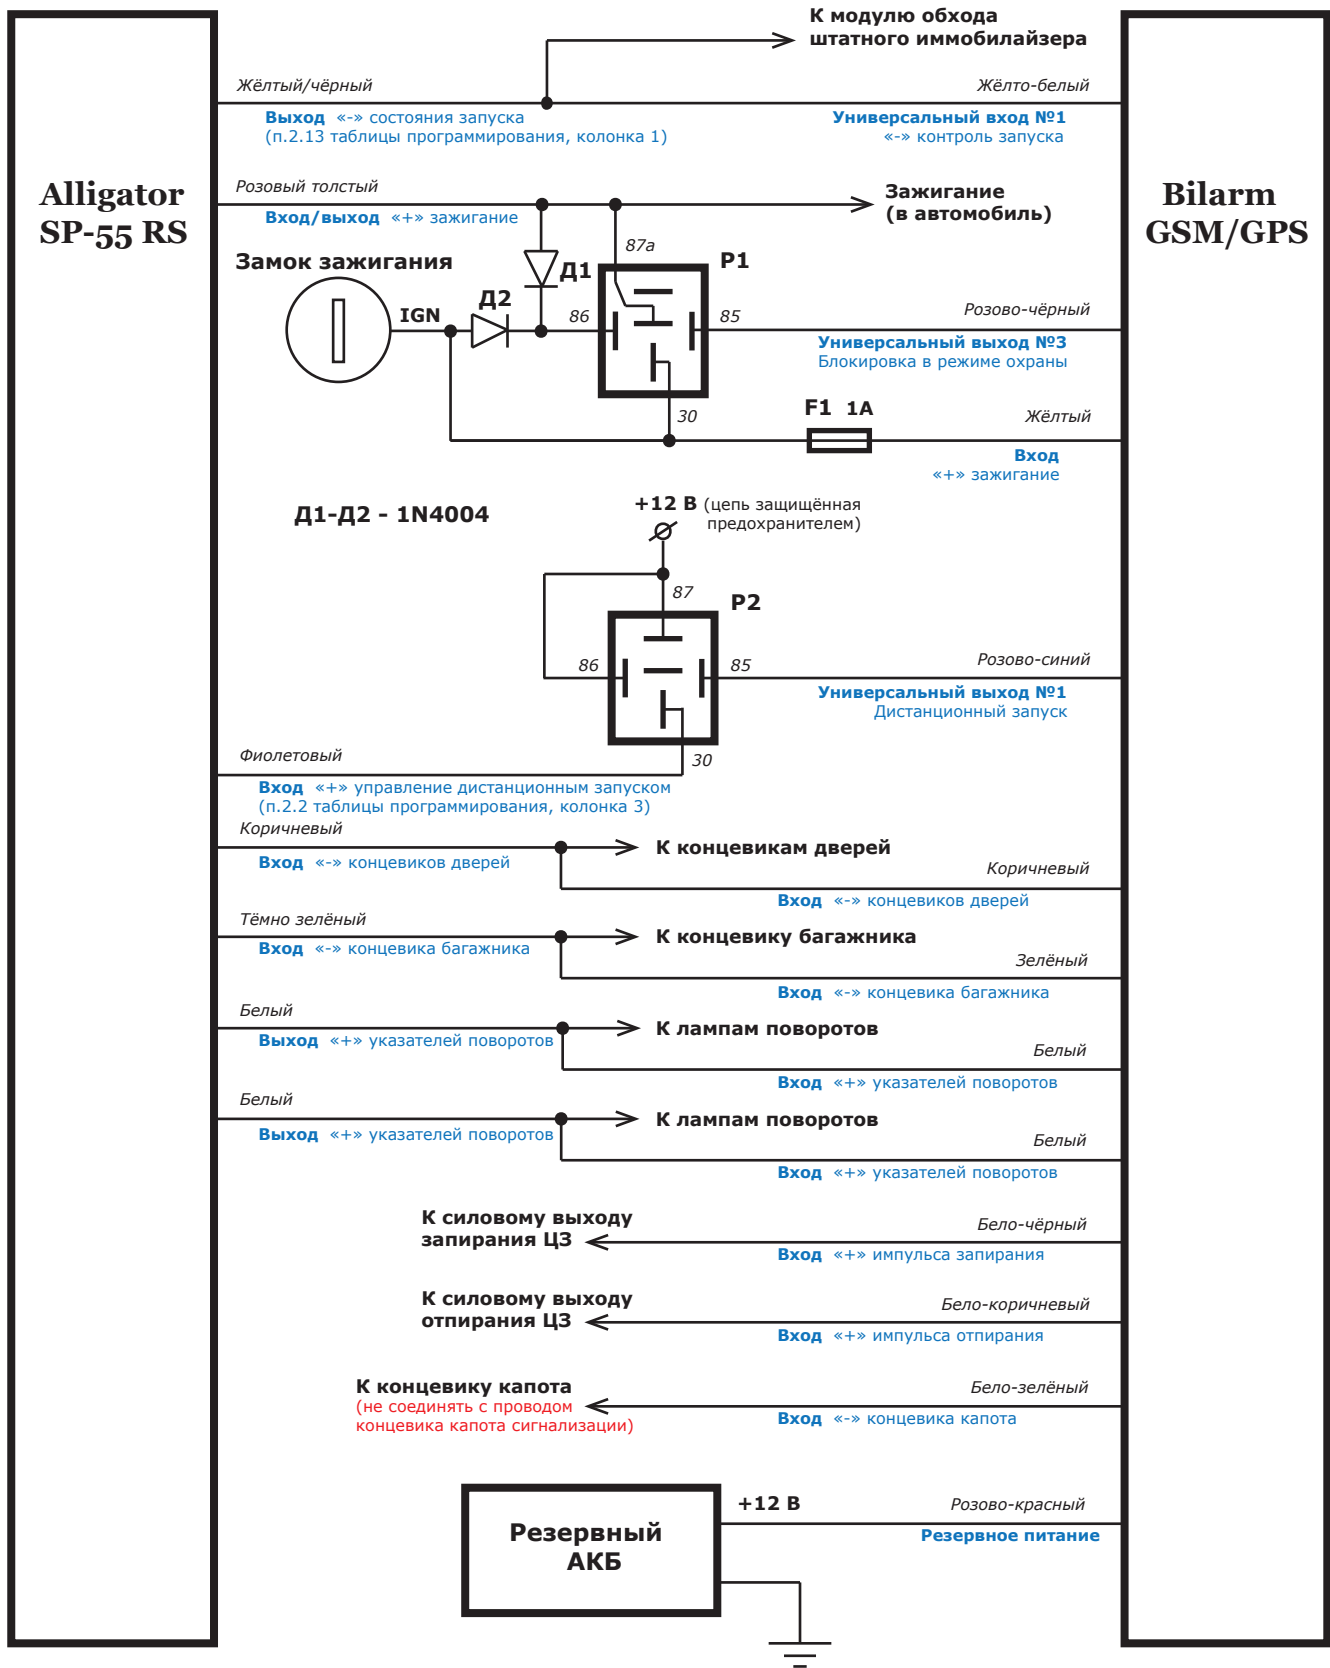 К модулю обхода
штатного иммобилайзера
Жёлтый/чёрный
Жёлто-белый
Выход «-» состояния запуска
(п.2.13 таблицы программирования, колонка 1)
Универсальный вход №1
«-» контроль запуска
Alligator
SP-55 RS
Bilarm
GSM/GPS
Розовый толстый
Вход/выход «+» зажигание
Зажигание
(в автомобиль)
Замок зажигания
87a
P1
Д1
Д2
IGN
86
85
Розово-чёрный
Универсальный выход №3
Блокировка в режиме охраны
30
F1 1A
Жёлтый
Вход
«+» зажигание
Д1-Д2 - 1N4004
+12 В (цепь защищённая
предохранителем)
87
P2
86
85
Розово-синий
Универсальный выход №1
Дистанционный запуск
30
Фиолетовый
Вход «+» управление дистанционным запуском
(п.2.2 таблицы программирования, колонка 3)
Коричневый
Вход «-» концевиков дверей
К концевикам дверей
Коричневый
Вход «-» концевиков дверей
Тёмно зелёный
Вход «-» концевика багажника
К концевику багажника
Зелёный
Вход «-» концевика багажника
Белый
Выход «+» указателей поворотов
К лампам поворотов
Белый
Вход «+» указателей поворотов
Белый
Выход «+» указателей поворотов
К лампам поворотов
Белый
Вход «+» указателей поворотов
К силовому выходу
запирания ЦЗ
Бело-чёрный
Вход «+» импульса запирания
К силовому выходу
отпирания ЦЗ
Бело-коричневый
Вход «+» импульса отпирания
К концевику капота
(не соединять с проводом
концевика капота сигнализации)
Бело-зелёный
Вход «-» концевика капота
Резервный
АКБ
+12 В
Розово-красный
Резервное питание